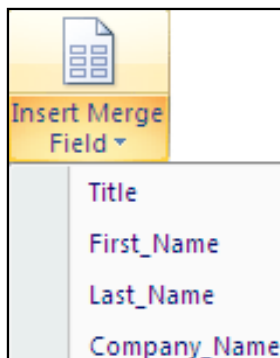 Insert Merge
Field
Title
First_Name
Last_Name
Company_Name